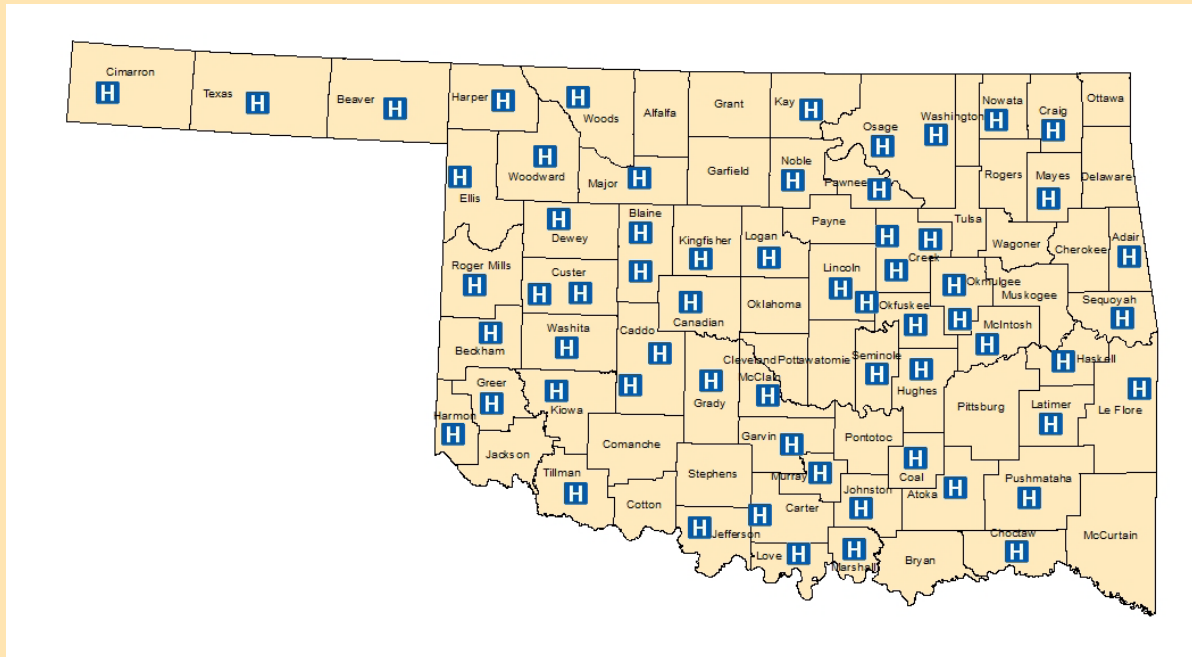 Cimarron
H
Texas
H
Beaver
H
Harper
H
H
Woods
Alfalfa
Grant
Kay
H
Osage
H
Washington
H
Nowata
H
Craig
H
Ottawa
Ellis
H
Woodward
H
Major
H
Garfield
Noble
H
Pawnee
H
Rogers
Mayes
H
Delaware
Dewey
H
Blaine
H
H
Kingfisher
H
Logan
H
Payne
H
H
Creek
H
Tulsa
Wagoner
Cherokee
Adair
H
Roger Mills
H
Custer
H
H
Canadian
H
Oklahoma
Lincoln
H
H
Okfuskee
H
Okmulgee
H
H
Muskogee
Sequoyah
H
Beckham
H
Washita
H
Caddo
H
H
Grady
H
Cleveland
McClain
H
Pottawatomie
Seminole
H
Hughes
H
McIntosh
H
Haskell
H
Greer
H
Kiowa
H
Harmon
H
Jackson
Comanche
Pittsburg
Latimer
H
Le Flore
H
Tillman
H
Cotton
Stephens
Garvin
H
Murray
H
Pontotoc
Coal
H
Johnston
H
Atoka
H
Pushmataha
H
Jefferson
H
Carter
H
Love
H
Marshall
H
Bryan
Choctaw
H
McCurtain